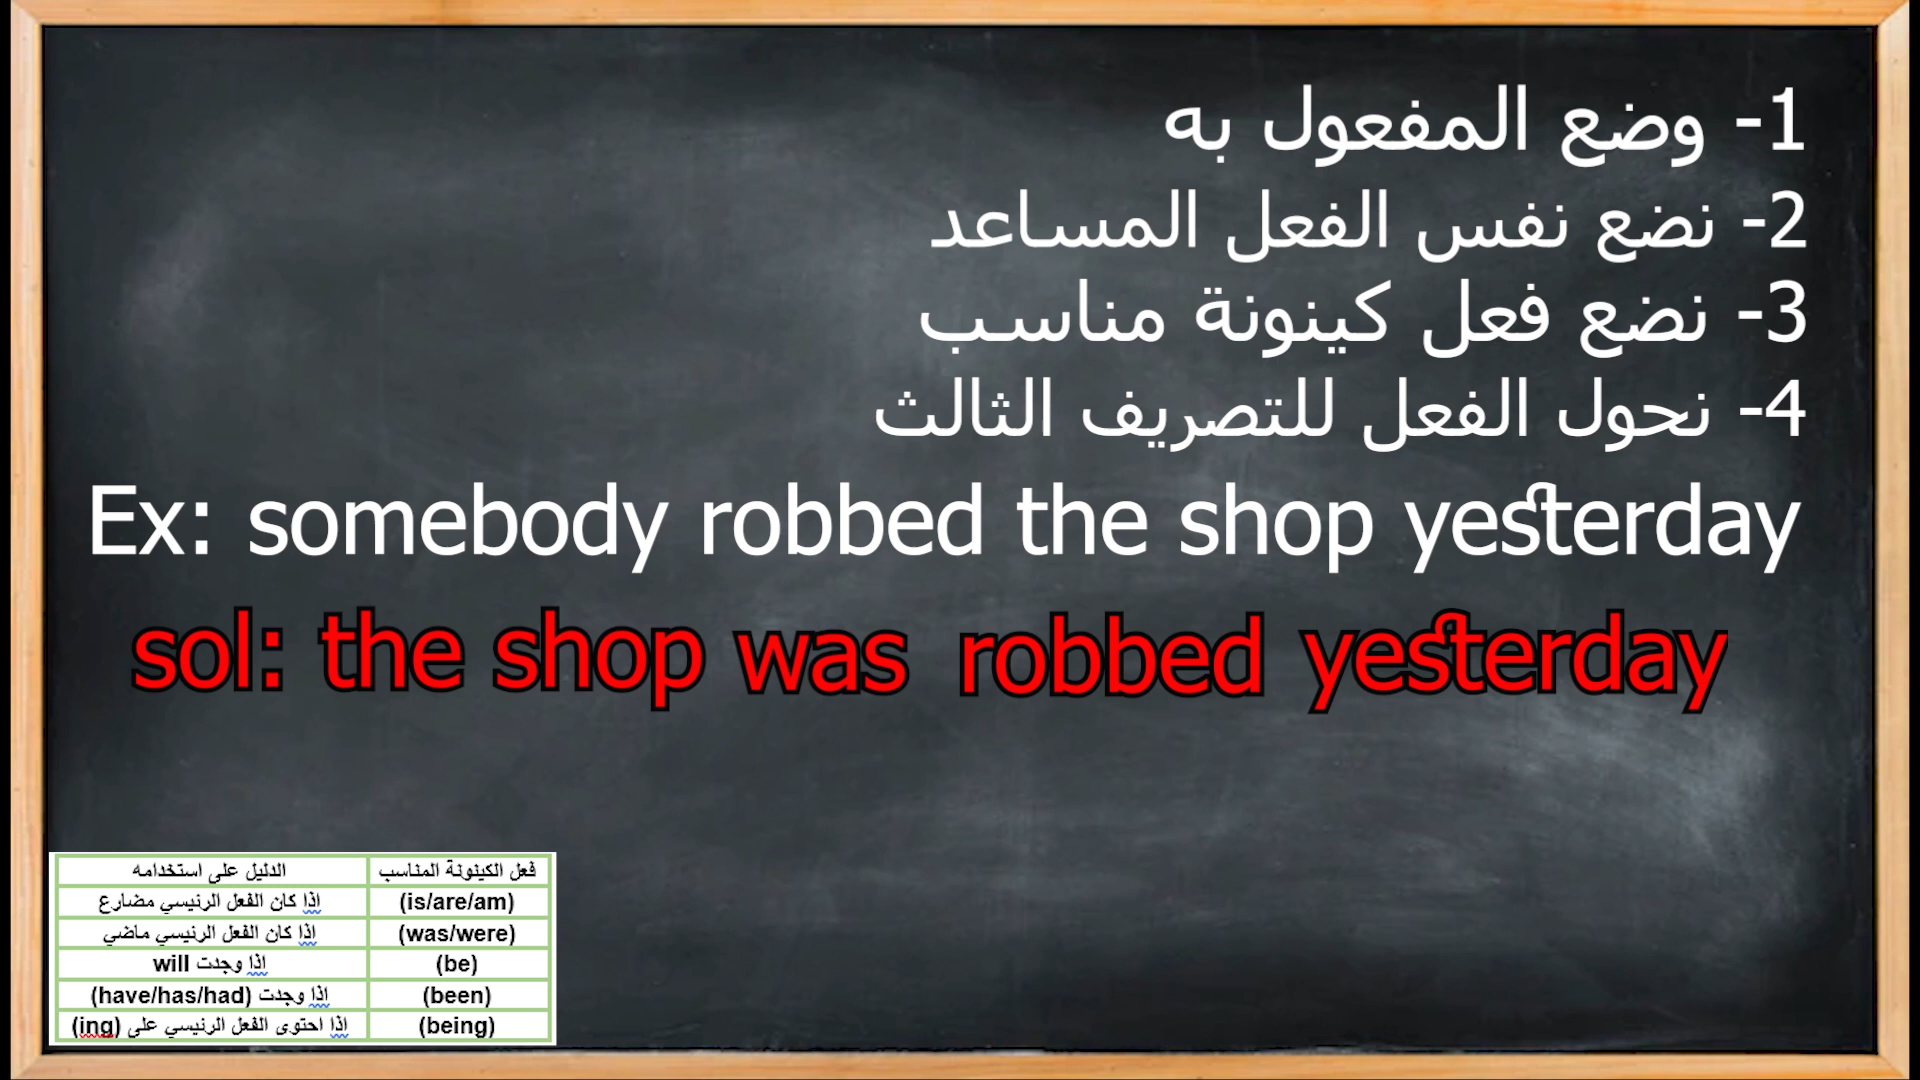 1- وضع المفعول به
2- نضع نفس الفعل المساعد
3- نضع فعل كينونة مناسب
4- نحول الفعل للتصريف الثالث
Ex: somebody robbed the shop yesterday
sol: the shop was robbed yesterday
فعل الكينونة المناسب الدليل على استخدامه
(is/are/am) اذا كان الفعل الرئيسي مضارع
(was/were) اذا كان الفعل الرئيسي ماضي
(be) اذا وجدت will
(been) اذا وجدت (have/has/had)
(being) اذا احتوى الفعل الرئيسي على (ing)